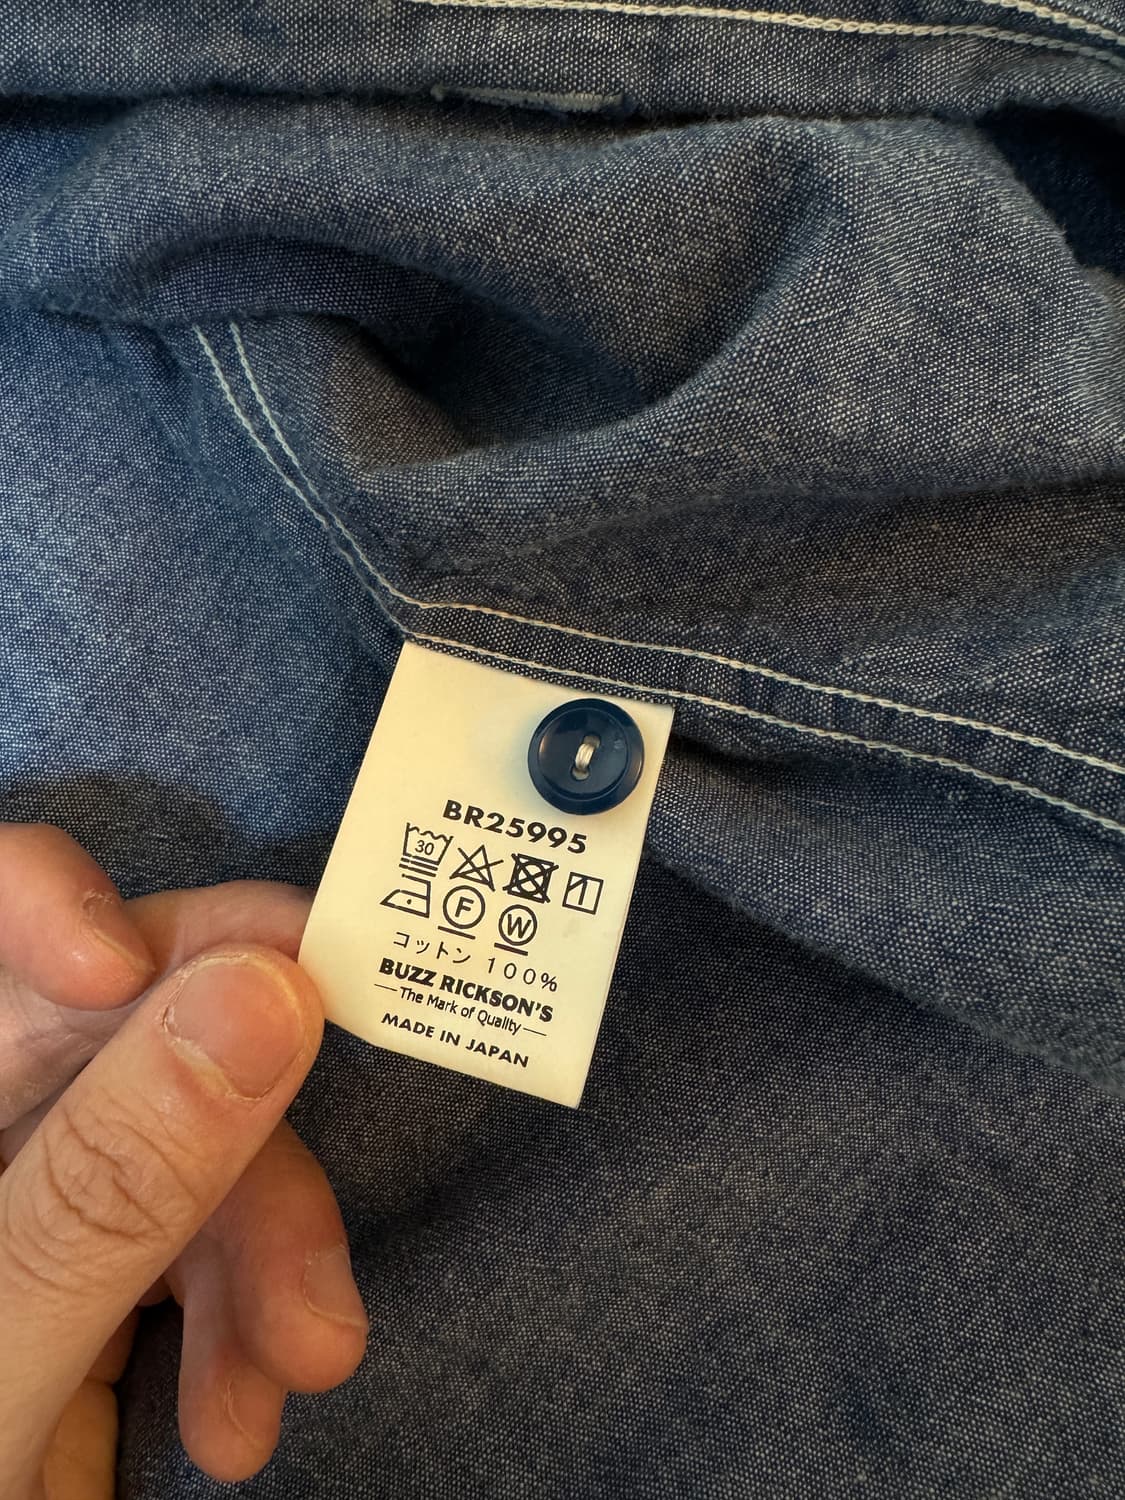 BR25995
30
F W
コットン 100%
BUZZ RICKSON'S
The Mark of Quality
MADE IN JAPAN